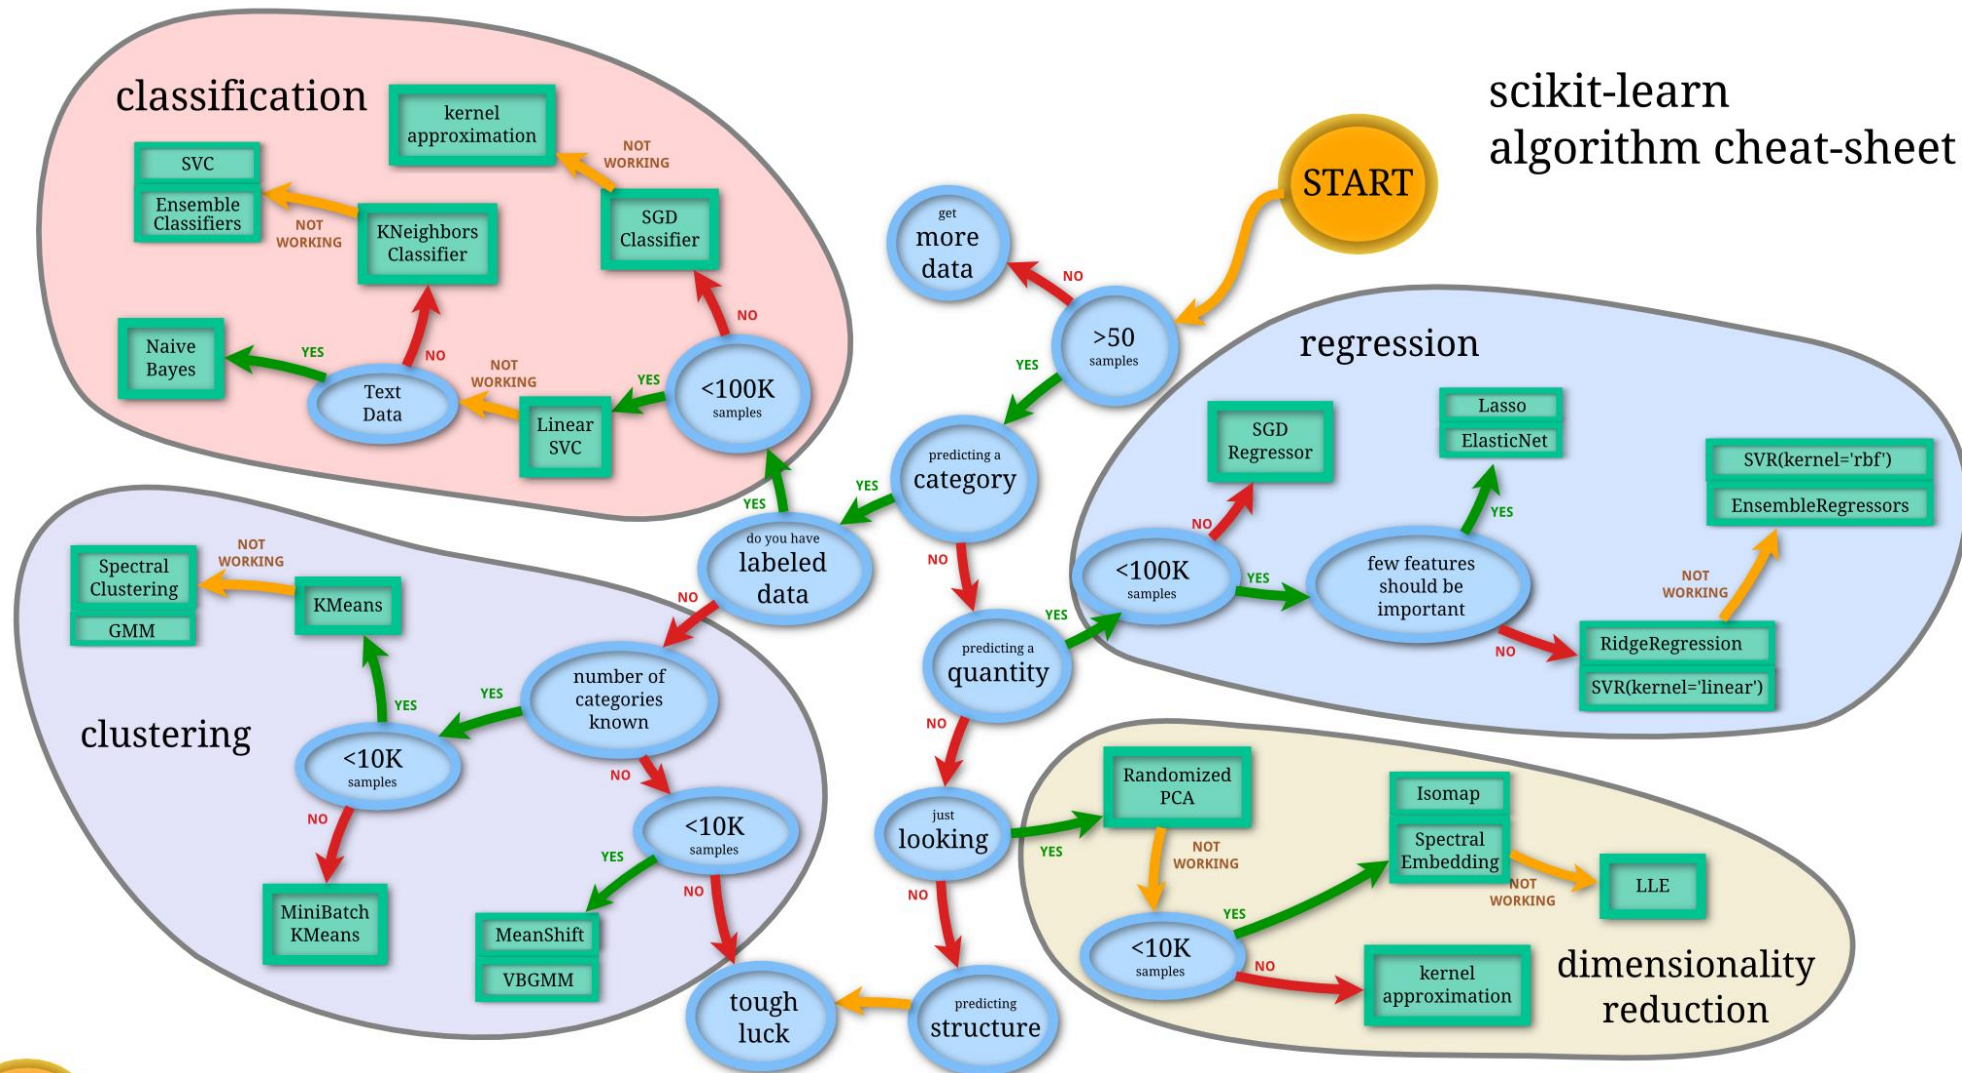 scikit-learn
algorithm cheat-sheet
START
>50
samples
NO
get
more
data
YES
predicting a
category
YES
do you have
labeled
data
YES
NO
NO
predicting a
quantity
YES
NO
just
looking
YES
NO
predicting
structure
tough
luck
classification
kernel
approximation
NOT
WORKING
SGD
Classifier
NO
<100K
samples
YES
Linear
SVC
NOT
WORKING
Text
Data
YES
Naive
Bayes
NO
KNeighbors
Classifier
NOT
WORKING
SVC
Ensemble
Classifiers
clustering
number of
categories
known
YES
<10K
samples
YES
KMeans
NOT
WORKING
Spectral
Clustering
GMM
NO
MiniBatch
KMeans
NO
<10K
samples
YES
MeanShift
VBGMM
NO
regression
<100K
samples
NO
SGD
Regressor
YES
few features
should be
important
YES
Lasso
ElasticNet
NO
RidgeRegression
SVR(kernel='linear')
NOT
WORKING
SVR(kernel='rbf')
EnsembleRegressors
dimensionality
reduction
Randomized
PCA
NOT
WORKING
<10K
samples
YES
Isomap
Spectral
Embedding
NOT
WORKING
LLE
NO
kernel
approximation